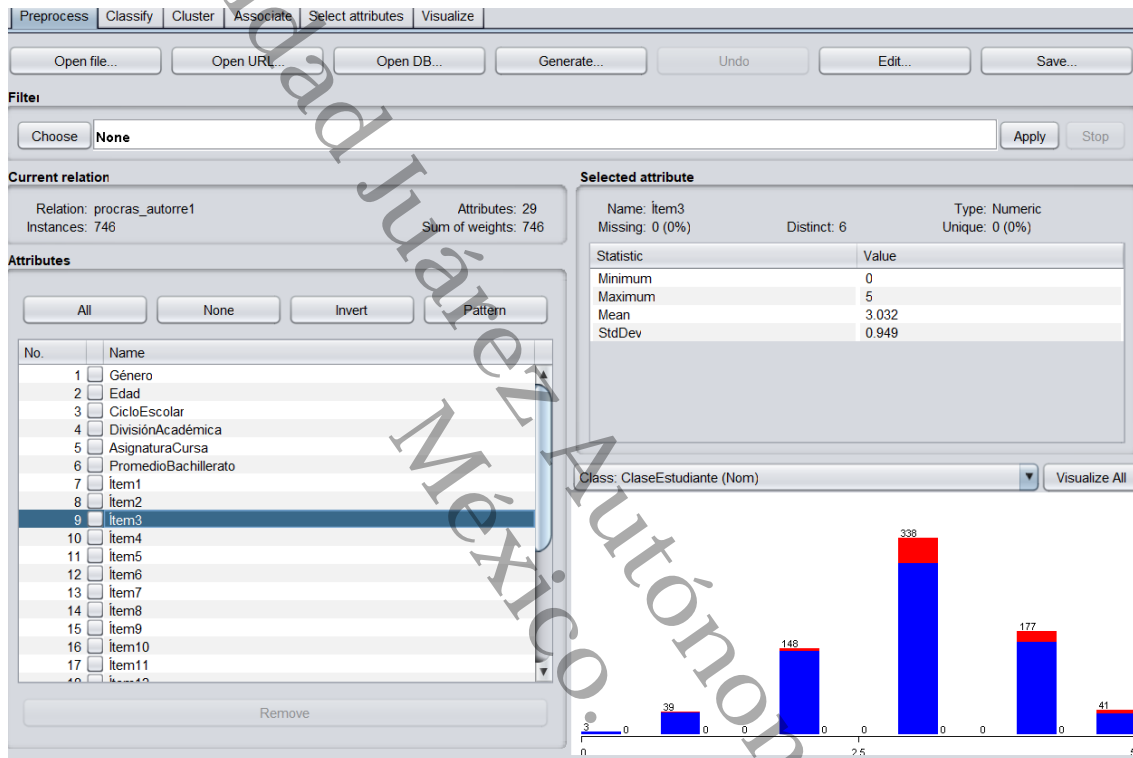 Preprocess Classify Cluster Associate Select attributes Visualize
Open file... Open URL... Open DB... Generate... Undo Edit... Save...
Filter
Choose None Apply Stop
Current relation
Relation: procras_autorre1 Attributes: 29
Instances: 746 Sum of weights: 746
Attributes
All None Invert Pattern
No. Name
1 Género
2 Edad
3 CicloEscolar
4 DivisiónAcadémica
5 AsignaturaCursa
6 PromedioBachillerato
7 Ítem1
8 Ítem2
9 Ítem3
10 Ítem4
11 Ítem5
12 Ítem6
13 Ítem7
14 Ítem8
15 Ítem9
16 Ítem10
17 Ítem11
Remove
Selected attribute
Name: Ítem3 Type: Numeric
Missing: 0 (0%) Distinct: 6 Unique: 0 (0%)
Statistic Value
Minimum 0
Maximum 5
Mean 3.032
StdDev 0.949
Class: ClaseEstudiante (Nom) Visualize All
338
177
148
39 41
3 0 0 0 0 0 0 0 0
0 2.5 5
dad Juárez Autónom
México.